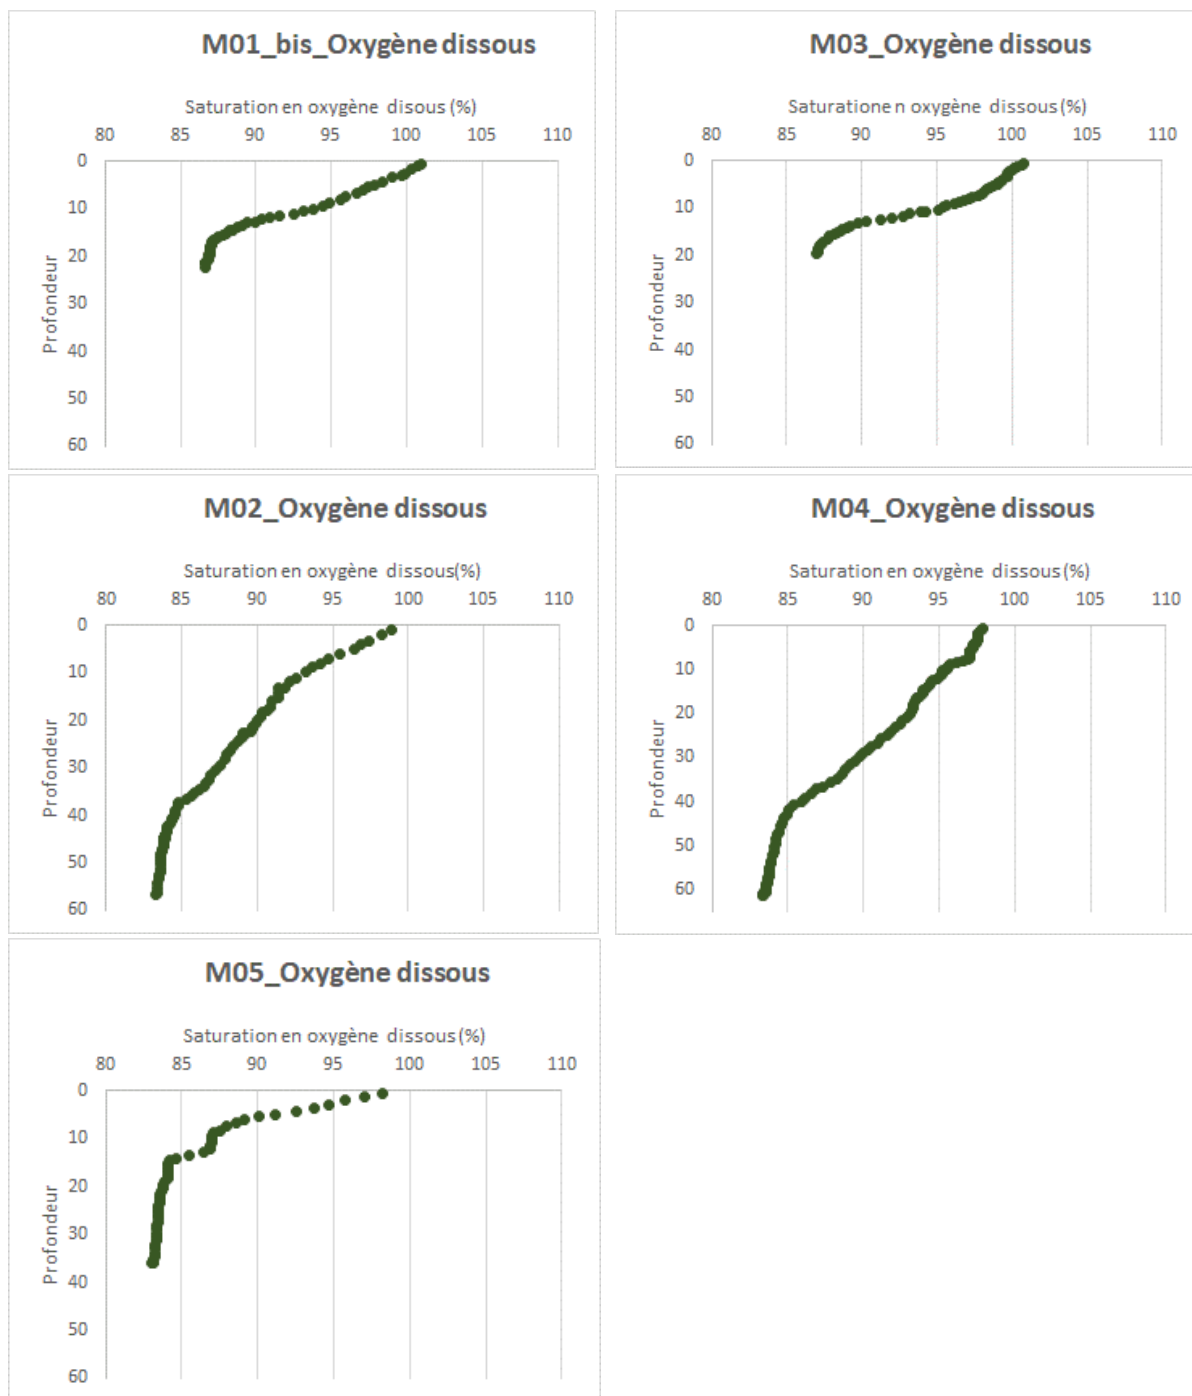 M01_bis_Oxygène dissous
Saturation en oxygène disous (%)
80 85 90 95 100 105 110
0
10
20
30
40
50
60
Profondeur
M03_Oxygène dissous
Saturatione n oxygène dissous (%)
80 85 90 95 100 105 110
0
10
20
30
40
50
60
Profondeur
M02_Oxygène dissous
Saturation en oxygène dissous(%)
80 85 90 95 100 105 110
0
10
20
30
40
50
60
Profondeur
M04_Oxygène dissous
Saturation en oxygène dissous (%)
80 85 90 95 100 105 110
0
10
20
30
40
50
60
Profondeur
M05_Oxygène dissous
Saturation en oxygène dissous (%)
80 85 90 95 100 105 110
0
10
20
30
40
50
60
Profondeur